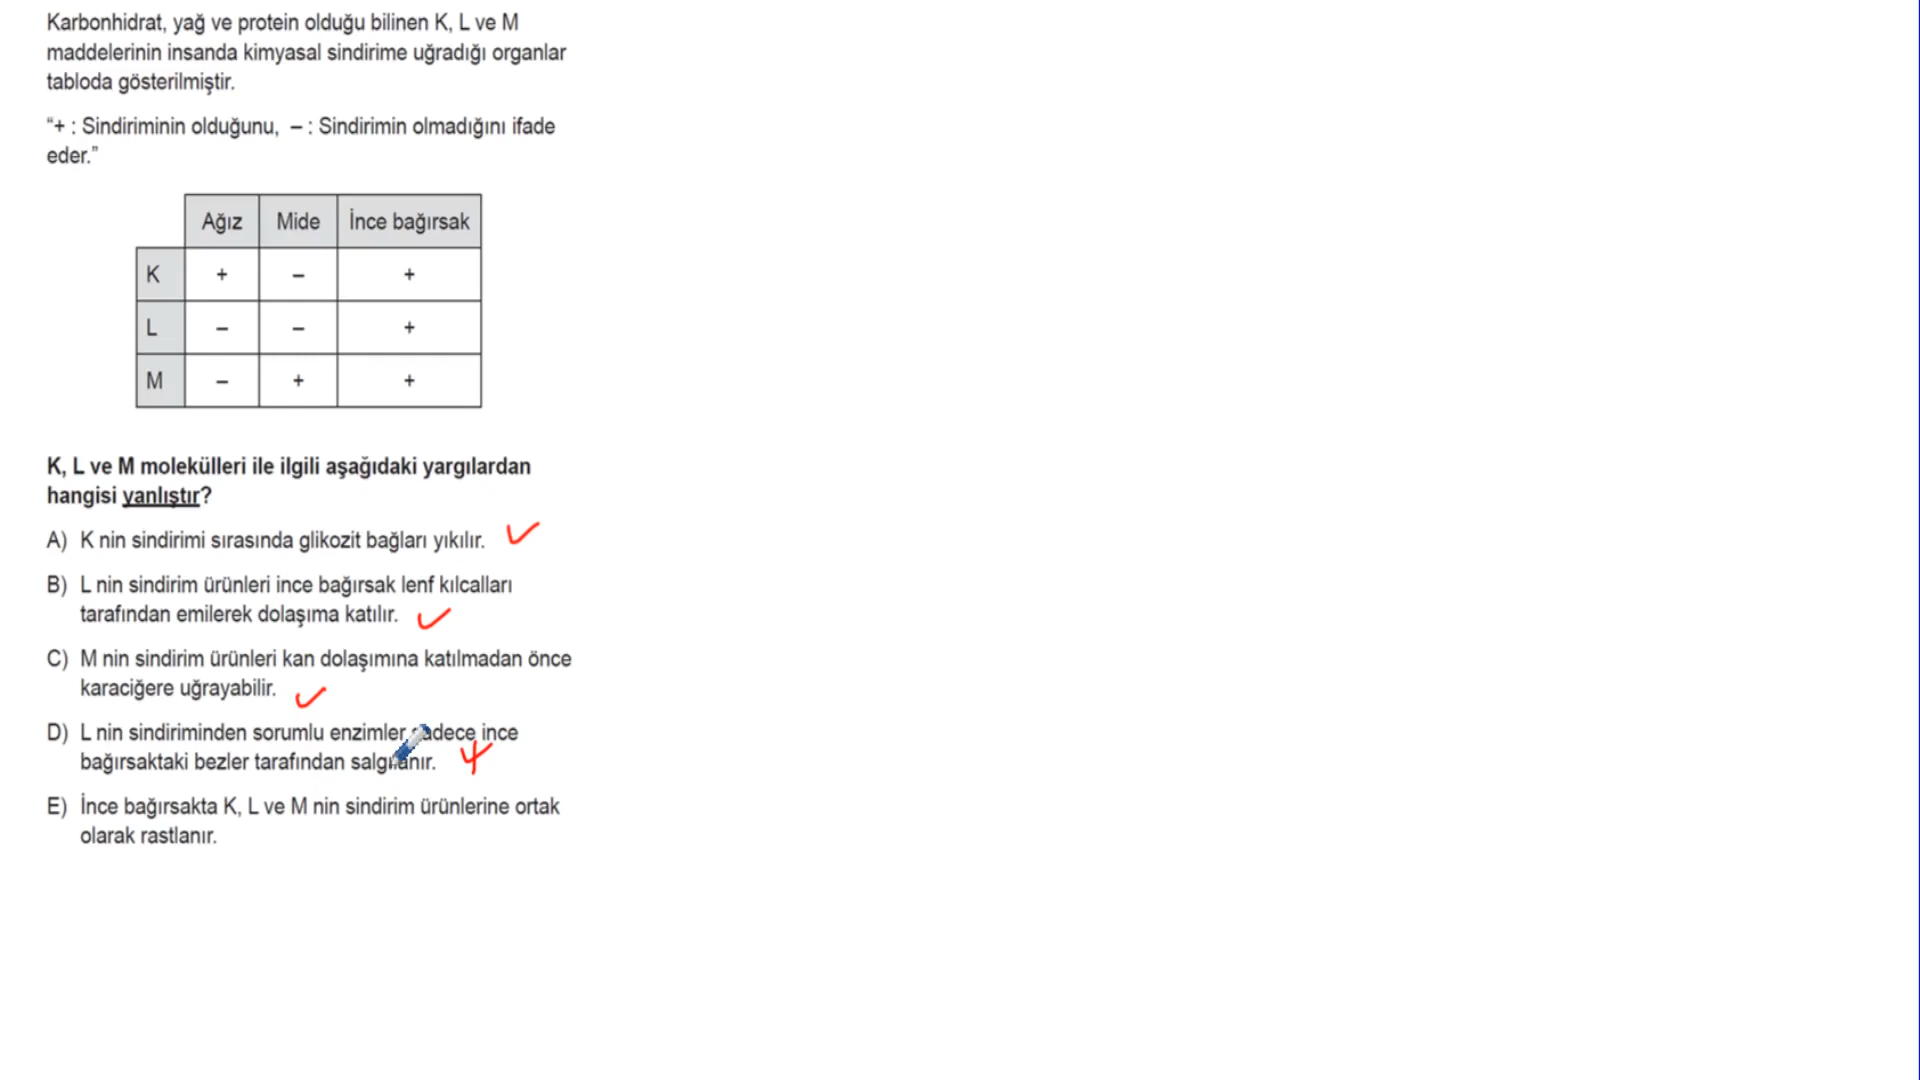 Karbonhidrat, yağ ve protein olduğu bilinen K, L ve M
maddelerinin insanda kimyasal sindirime uğradığı organlar
tabloda gösterilmiştir.
“+ : Sindiriminin olduğunu, – : Sindirimin olmadığını ifade
eder.”
Ağız Mide İnce bağırsak
K + – +
L – – +
M – + +
K, L ve M molekülleri ile ilgili aşağıdaki yargılardan
hangisi yanlıştır?
A) K nin sindirimi sırasında glikozit bağları yıkılır.
B) L nin sindirim ürünleri ince bağırsak lenf kılcalları
tarafından emilerek dolaşıma katılır.
C) M nin sindirim ürünleri kan dolaşımına katılmadan önce
karaciğere uğrayabilir.
D) L nin sindiriminden sorumlu enzimler sadece ince
bağırsaktaki bezler tarafından salgılanır.
E) İnce bağırsakta K, L ve M nin sindirim ürünlerine ortak
olarak rastlanır.